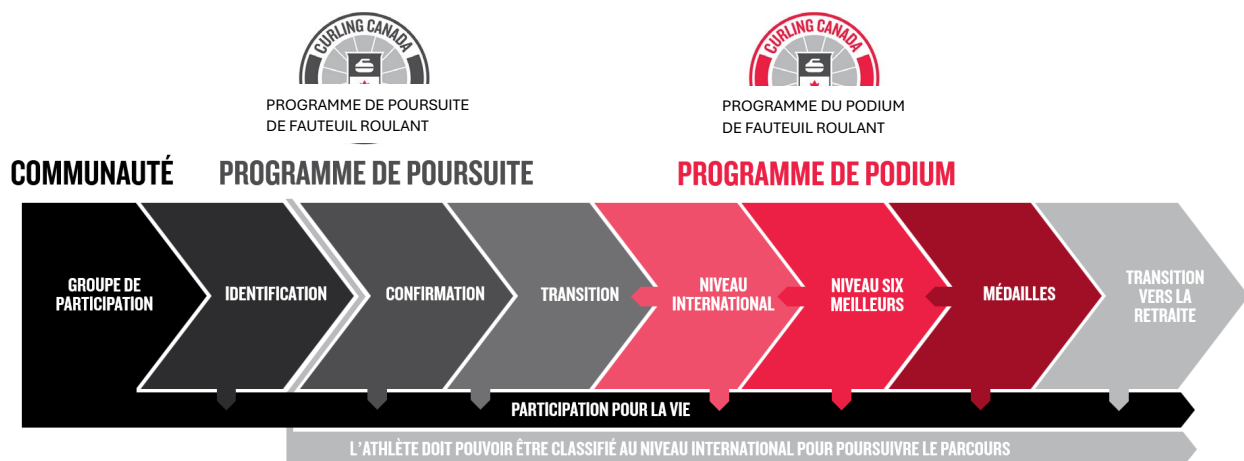 CURLING CANADA
PROGRAMME DE POURSUITE
DE FAUTEUIL ROULANT
CURLING CANADA
PROGRAMME DU PODIUM
DE FAUTEUIL ROULANT
COMMUNAUTÉ
PROGRAMME DE POURSUITE
PROGRAMME DE PODIUM
GROUPE DE
PARTICIPATION
IDENTIFICATION
CONFIRMATION
TRANSITION
NIVEAU
INTERNATIONAL
NIVEAU SIX
MEILLEURS
MÉDAILLES
TRANSITION
VERS LA
RETRAITE
PARTICIPATION POUR LA VIE
L'ATHLÈTE DOIT POUVOIR ÊTRE CLASSIFIÉ AU NIVEAU INTERNATIONAL POUR POURSUIVRE LE PARCOURS